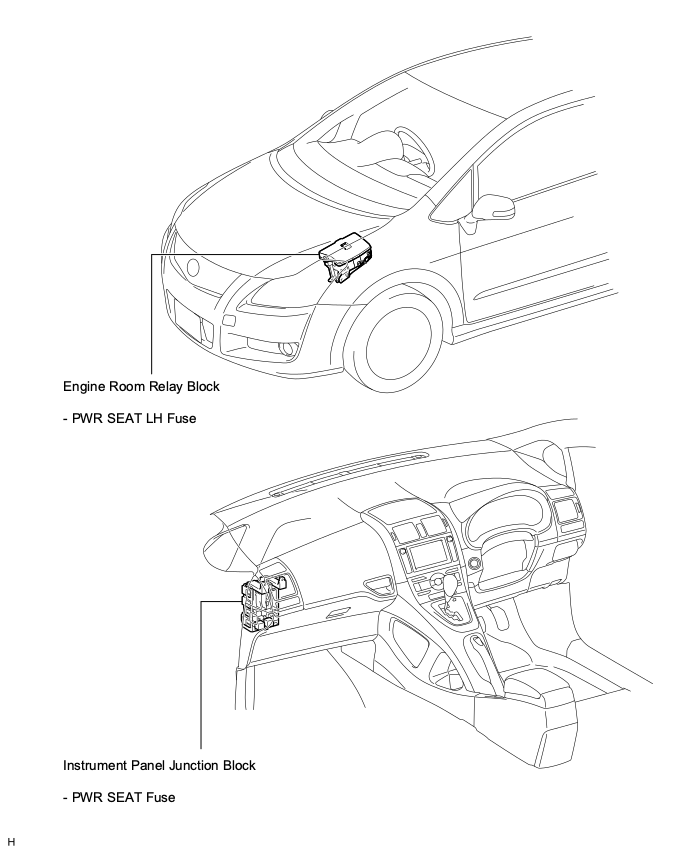 Engine Room Relay Block
- PWR SEAT LH Fuse
Instrument Panel Junction Block
- PWR SEAT Fuse
H